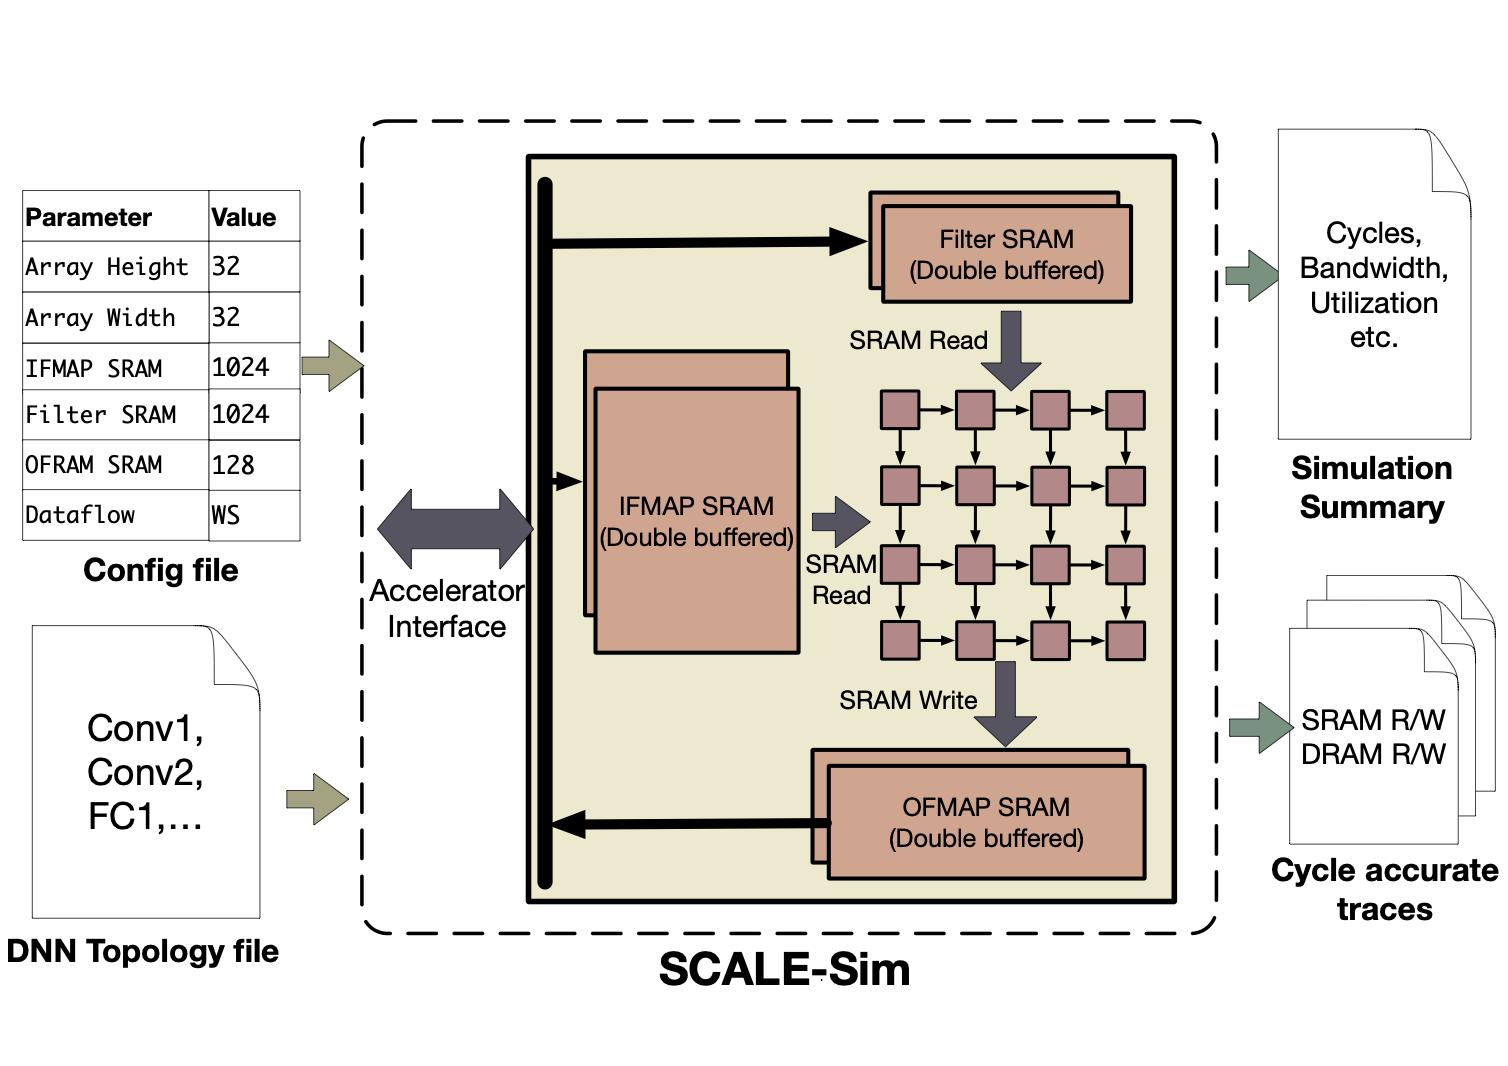 Parameter Value
Array Height 32
Array Width 32
IFMAP SRAM 1024
Filter SRAM 1024
OFRAM SRAM 128
Dataflow WS
Config file
Conv1,
Conv2,
FC1,...
DNN Topology file
Accelerator
Interface
Filter SRAM
(Double buffered)
SRAM Read
IFMAP SRAM
(Double buffered)
SRAM
Read
SRAM Write
OFMAP SRAM
(Double buffered)
SCALE-Sim
Cycles,
Bandwidth,
Utilization
etc.
Simulation
Summary
SRAM R/W
DRAM R/W
Cycle accurate
traces